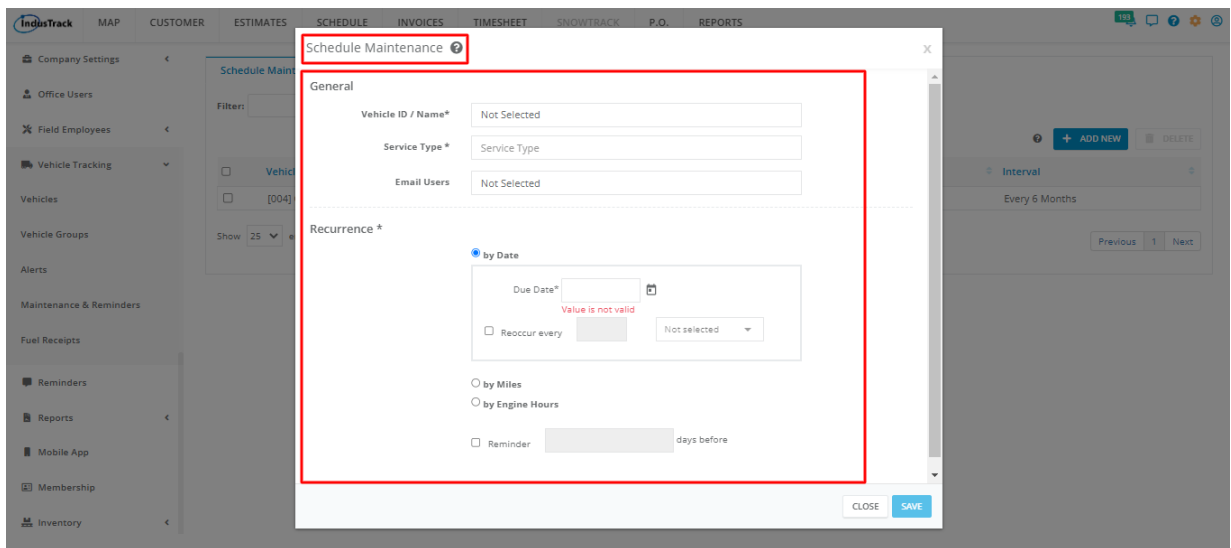 IndusTrack MAP CUSTOMER ESTIMATES SCHEDULE INVOICES TIMESHEET SNOWTRACK P.O. REPORTS 193
Company Settings
Office Users
Field Employees
Vehicle Tracking
Vehicles
Vehicle Groups
Alerts
Maintenance & Reminders
Fuel Receipts
Reminders
Reports
Mobile App
Membership
Inventory
Schedule Maint
Filter:
ADD NEW DELETE
Vehicl Interval
[004] Every 6 Months
Show 25 e
Previous 1 Next
Schedule Maintenance
X
General
Vehicle ID / Name* Not Selected
Service Type * Service Type
Email Users Not Selected
Recurrence *
by Date
Due Date*
Value is not valid
Reoccur every Not selected
by Miles
by Engine Hours
Reminder days before
CLOSE SAVE